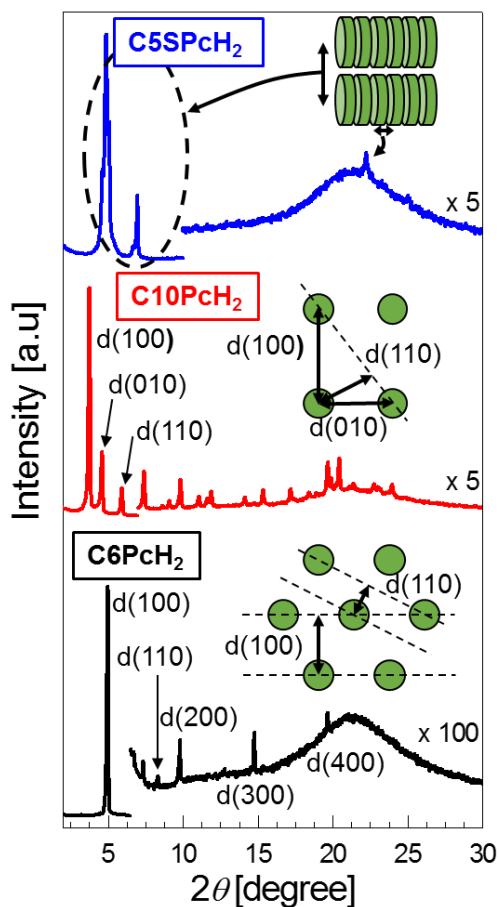 C5SPcH₂
x 5
C10PcH₂
d(100)
d(010)
d(110)
d(100)
d(110)
d(010)
x 5
C6PcH₂
d(100)
d(110)
d(200)
d(300)
d(400)
d(110)
d(100)
x 100
Intensity [a.u]
5 10 15 20 25 30
2θ [degree]